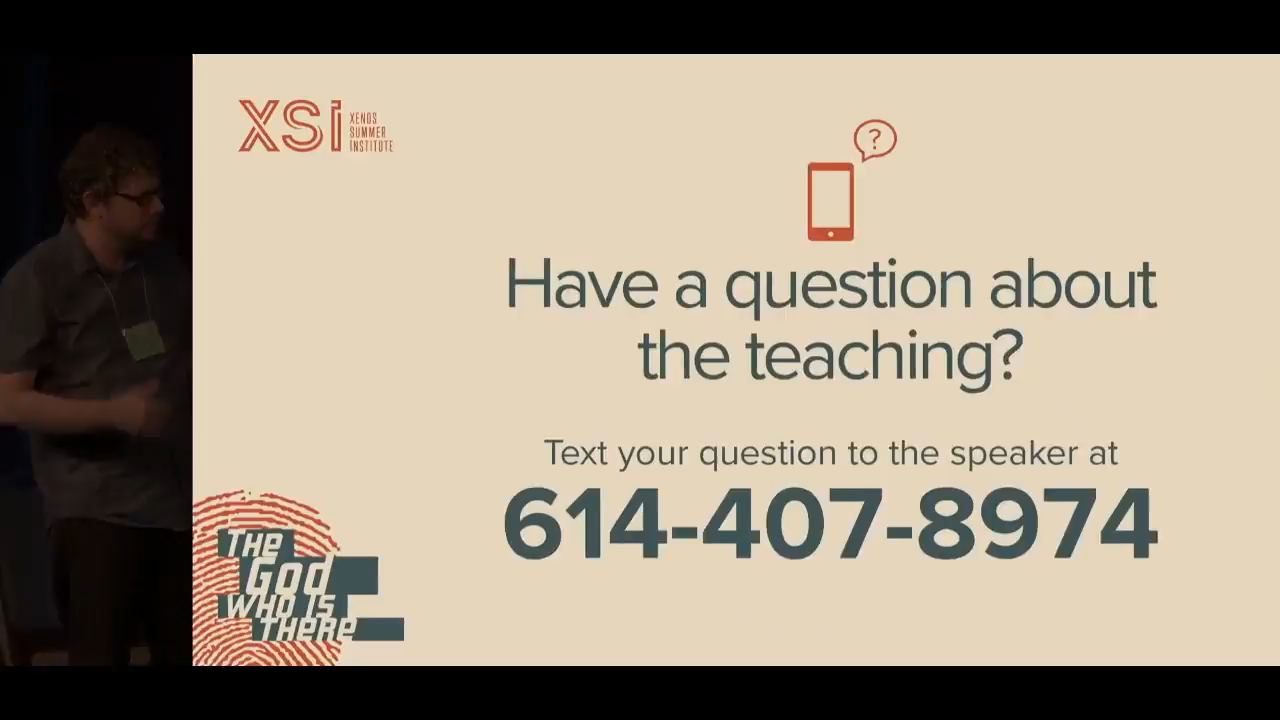 XSi
XENOS
SUMMER
INSTITUTE
?
Have a question about
the teaching?
Text your question to the speaker at
614-407-8974
THE
GOD
WHO IS
THERE